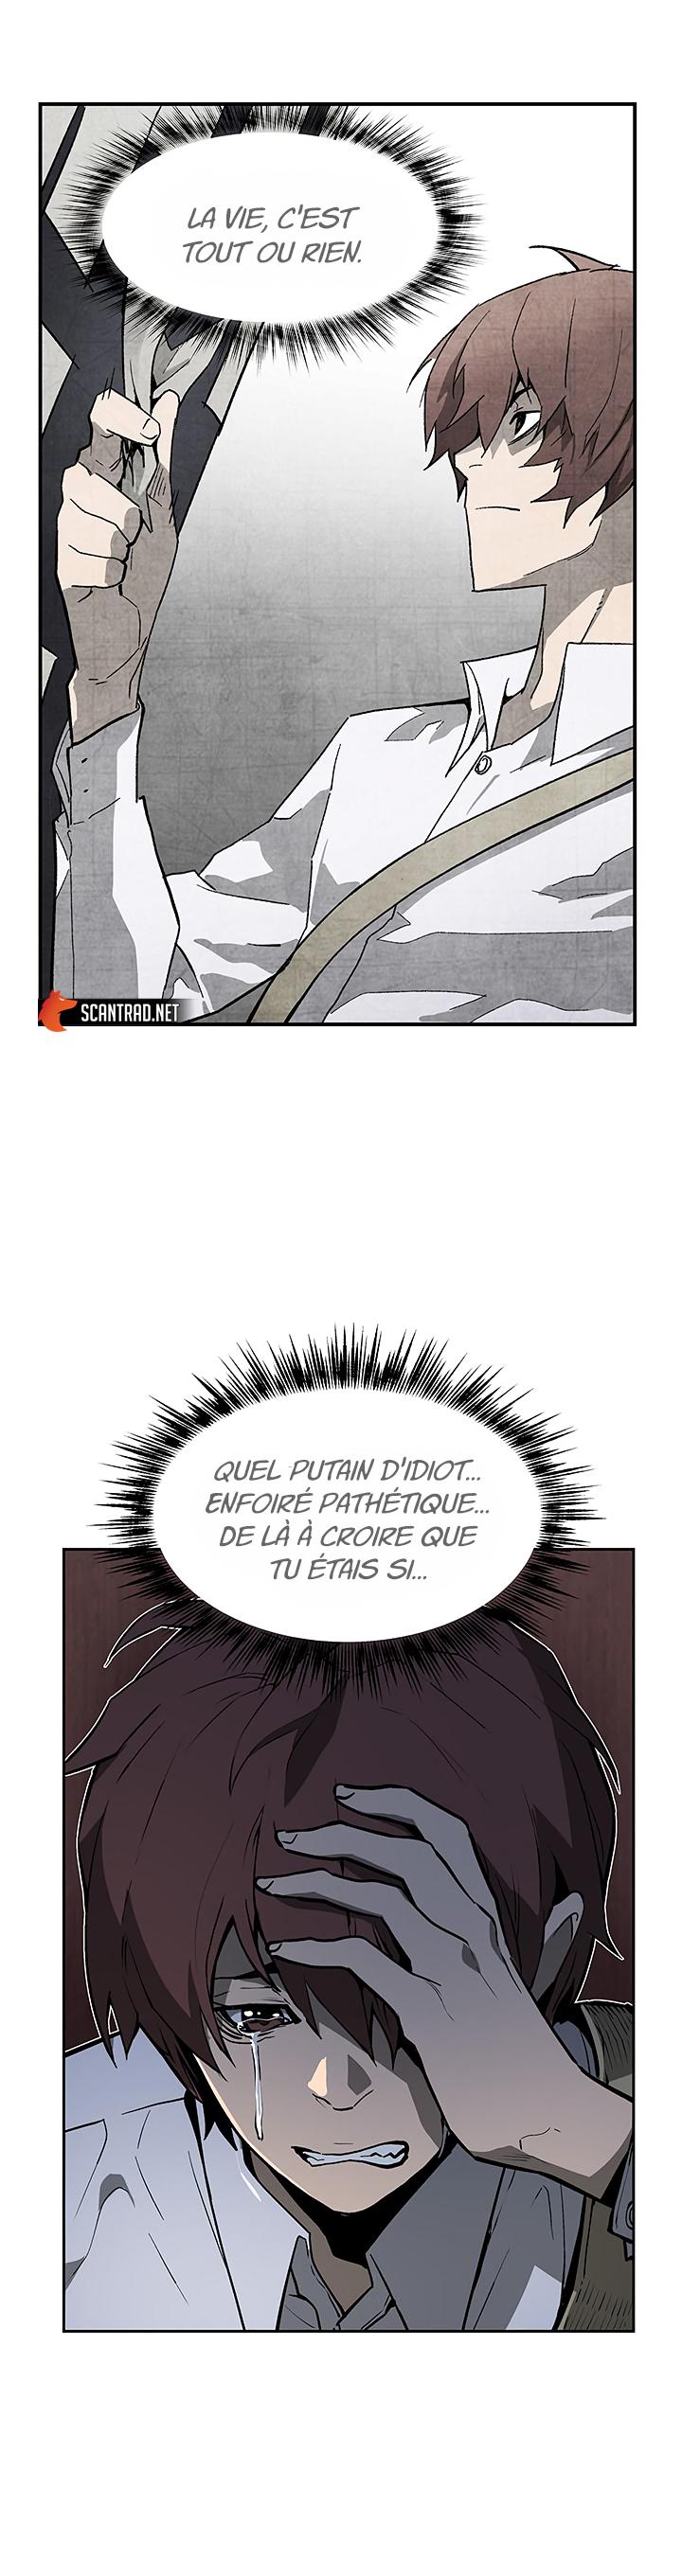 LA VIE, C'EST
TOUT OU RIEN.
SCANTRAD.NET
QUEL PUTAIN D'IDIOT...
ENFOIRÉ PATHÉTIQUE...
DE LÀ À CROIRE QUE
TU ÉTAIS SI...